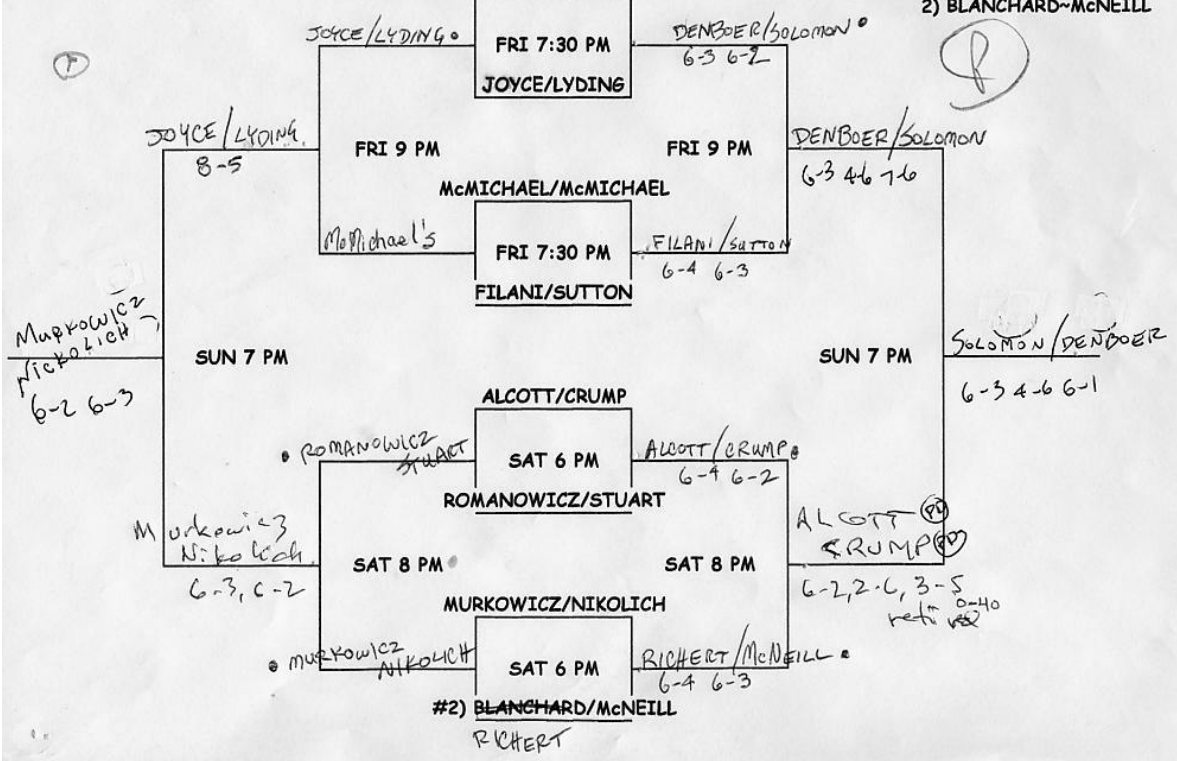 2) BLANCHARD~McNEILL
JOYCE/LYDING
FRI 7:30 PM
DENBOER/SOLOMON
6-3 6-2
JOYCE/LYDING
P
JOYCE/LYDING
8-5
FRI 9 PM
FRI 9 PM
DENBOER/SOLOMON
6-3 4-6 7-6
McMICHAEL/McMICHAEL
McMichael's
FRI 7:30 PM
FILANI/SUTTON
6-4 6-3
FILANI/SUTTON
MURKOWICZ
NICKOLICH
6-2 6-3
SUN 7 PM
SUN 7 PM
SOLOMON/DENBOER
6-3 4-6 6-1
ALCOTT/CRUMP
ROMANOWICZ
STUART
SAT 6 PM
ALCOTT/CRUMP
6-4 6-2
ROMANOWICZ/STUART
Murkowicz
Nikolich
6-3, 6-2
SAT 8 PM
SAT 8 PM
ALCOTT
CRUMP
6-2, 2-6, 3-5
0-40
retired
MURKOWICZ/NIKOLICH
MURKOWICZ
NIKOLICH
SAT 6 PM
RICHERT/McNEILL
6-4 6-3
#2) BLANCHARD/McNEILL
RICHERT